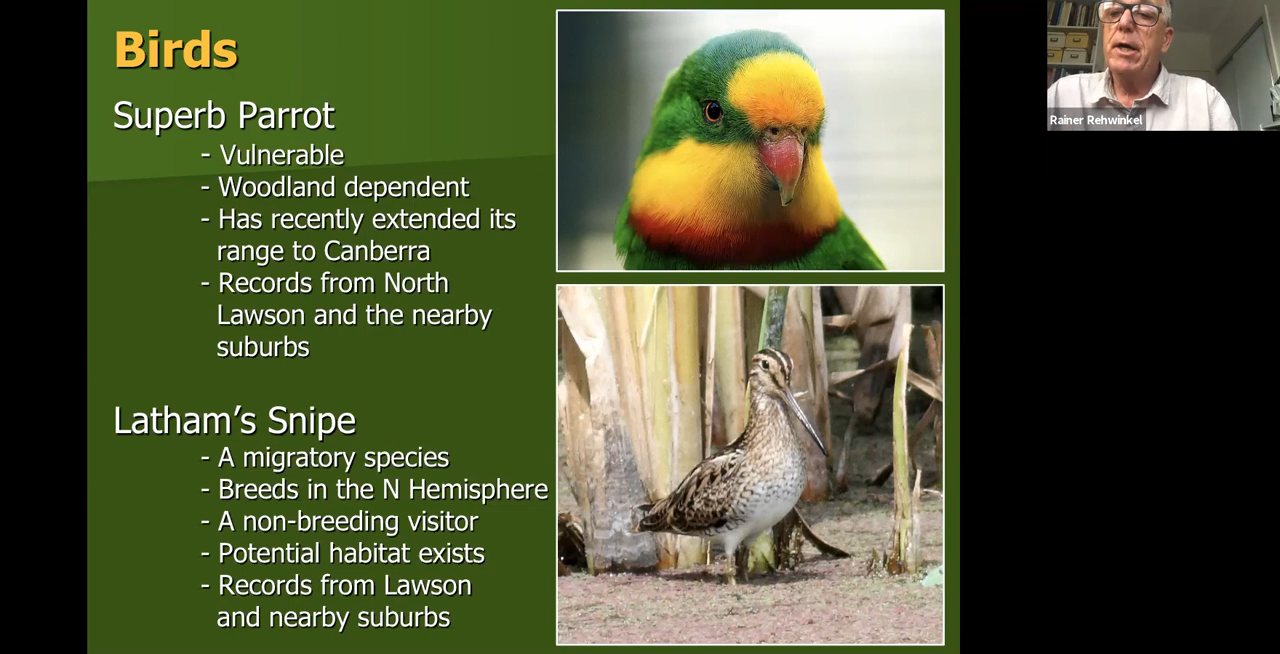 Birds
Superb Parrot
- Vulnerable
- Woodland dependent
- Has recently extended its
range to Canberra
- Records from North
Lawson and the nearby
suburbs
Latham’s Snipe
- A migratory species
- Breeds in the N Hemisphere
- A non-breeding visitor
- Potential habitat exists
- Records from Lawson
and nearby suburbs
Rainer Rehwinkel